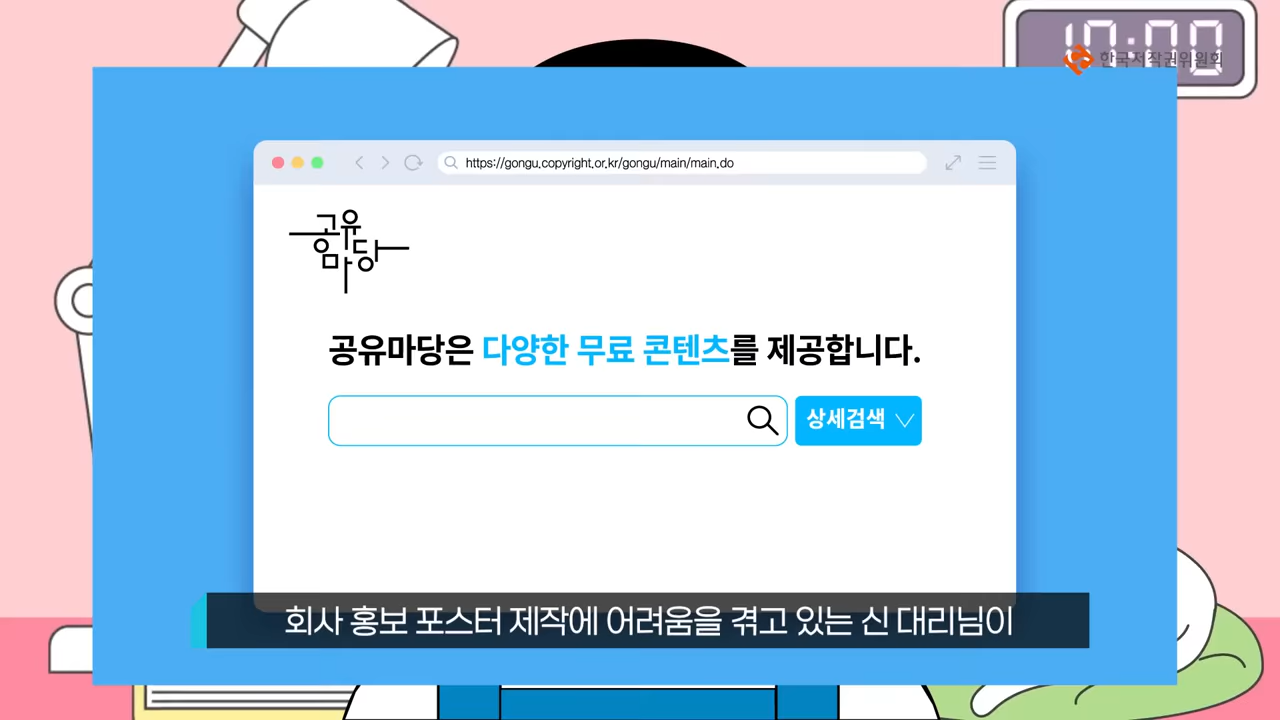 10:00
한국저작권위원회
https://gongu.copyright.or.kr/gongu/main/main.do
공유
마당
공유마당은 다양한 무료 콘텐츠를 제공합니다.
상세검색
회사 홍보 포스터 제작에 어려움을 겪고 있는 신 대리님이